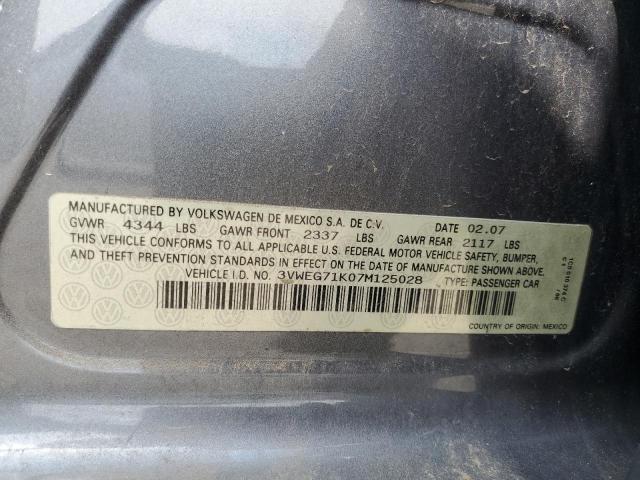 MANUFACTURED BY VOLKSWAGEN DE MEXICO S.A. DE C.V. DATE 02.07
GVWR 4344 LBS GAWR FRONT 2337 LBS GAWR REAR 2117 LBS
THIS VEHICLE CONFORMS TO ALL APPLICABLE U.S. FEDERAL MOTOR VEHICLE SAFETY, BUMPER,
AND THEFT PREVENTION STANDARDS IN EFFECT ON THE DATE OF MANUFACTURE SHOWN ABOVE.
VEHICLE I.D. NO. 3VWEG71K07M125028 TYPE: PASSENGER CAR
COUNTRY OF ORIGIN: MEXICO